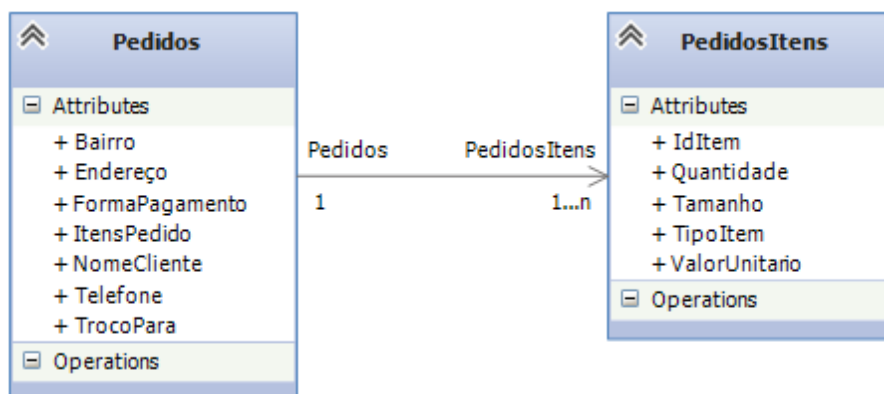 Pedidos
Attributes
+ Bairro
+ Endereço
+ FormaPagamento
+ ItensPedido
+ NomeCliente
+ Telefone
+ TrocoPara
Operations
Pedidos PedidosItens
1 1...n
PedidosItens
Attributes
+ IdItem
+ Quantidade
+ Tamanho
+ TipoItem
+ ValorUnitario
Operations